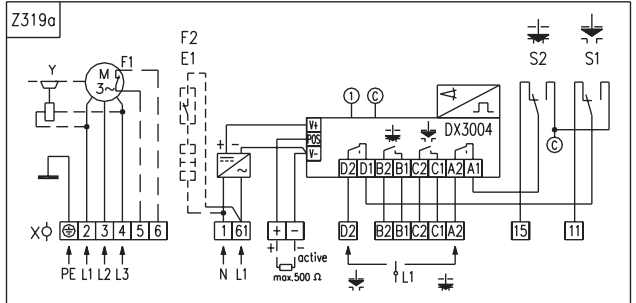 Z319a
F2
E1
S2 S1
Y
M
3~
F1
1 C
DX3004
V+
POS
V-
+ -
C
D2 D1 B2 B1 C2 C1 A2 A1
X
2 3 4 5 6
1 61
+ -
D2 B2 B1 C2 C1 A2
15
11
PE L1 L2 L3
N L1
+ -
active
max.500 Ω
L1